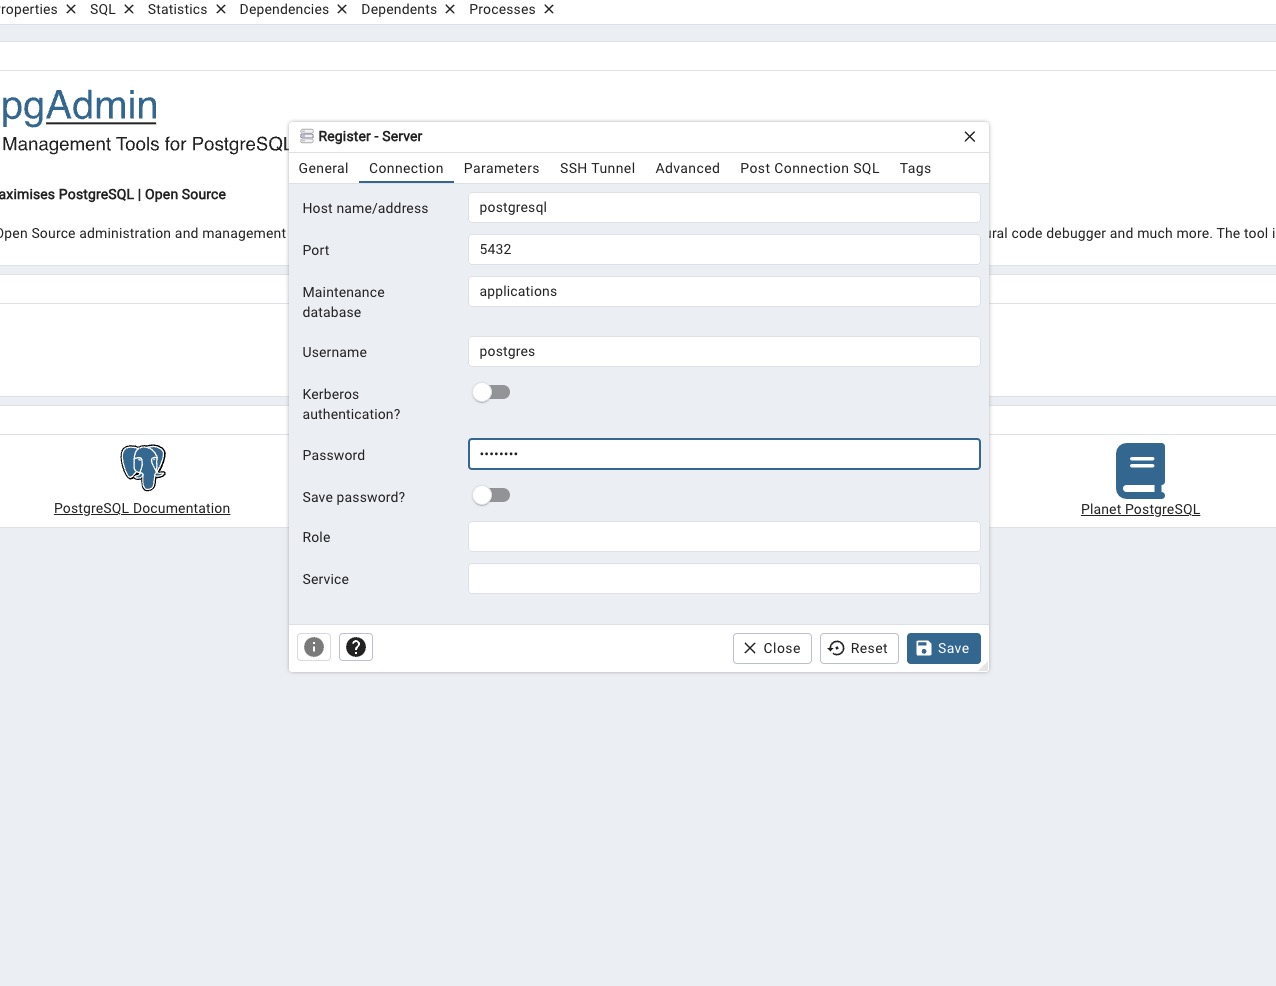 roperties SQL Statistics Dependencies Dependents Processes
pgAdmin
Management Tools for PostgreSQL
aximises PostgreSQL | Open Source
Open Source administration and management
ural code debugger and much more. The tool i
Register - Server
General Connection Parameters SSH Tunnel Advanced Post Connection SQL Tags
Host name/address postgresql
Port 5432
Maintenance applications
database
Username postgres
Kerberos
authentication?
Password ••••••••
Save password?
Role
Service
Close Reset Save
PostgreSQL Documentation
Planet PostgreSQL